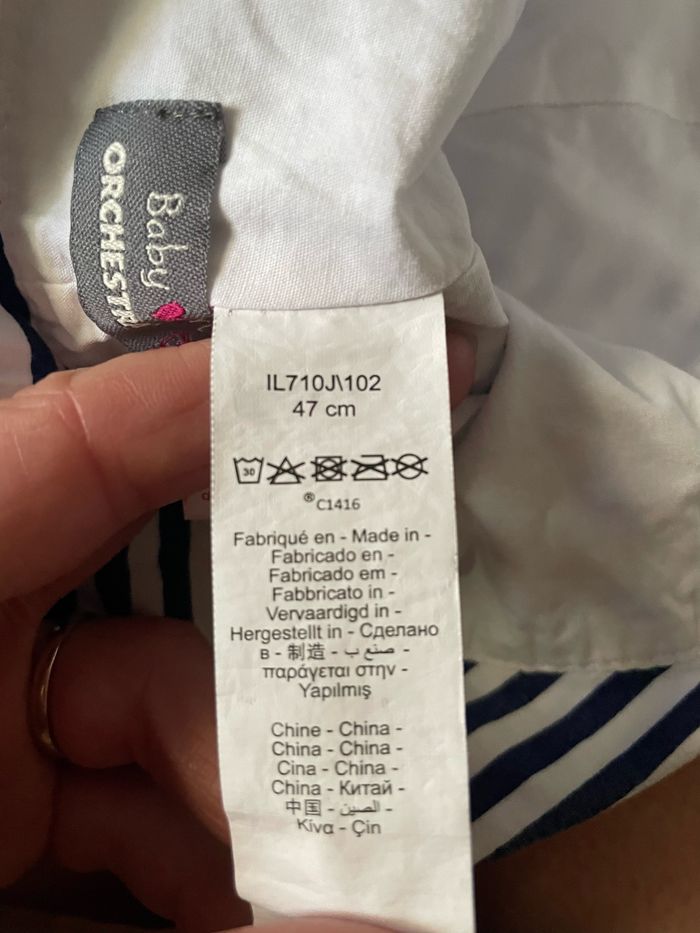 Baby
IL710J\102
47 cm
30
® C1416
Fabriqué en - Made in -
Fabricado en -
Fabricado em -
Fabbricato in -
Vervaardigd in -
Hergestellt in - Сделано
в - 制造 - صنع ب -
παράγεται στην -
Yapılmış
Chine - China -
China - China -
Cina - China -
China - Китай -
中国 - الصين -
Κίνα - Çin